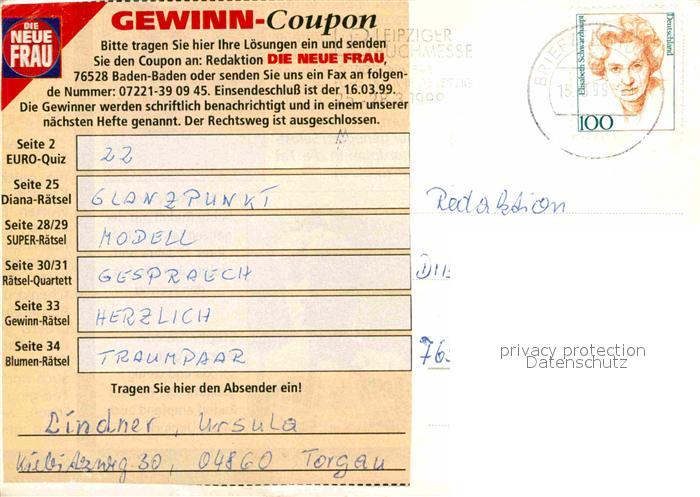 DIE
NEUE
FRAU
GEWINN-Coupon
Bitte tragen Sie hier Ihre Lösungen ein und senden
Sie den Coupon an: Redaktion DIE NEUE FRAU,
76528 Baden-Baden oder senden Sie uns ein Fax an folgen-
de Nummer: 07221-39 09 45. Einsendeschluß ist der 16.03.99.
Die Gewinner werden schriftlich benachrichtigt und in einem unserer
nächsten Hefte genannt. Der Rechtsweg ist ausgeschlossen.
Seite 2
EURO-Quiz
22
Seite 25
Diana-Rätsel
GLANZPUNKT
Seite 28/29
SUPER-Rätsel
MODELL
Seite 30/31
Rätsel-Quartett
GESPRAECH
Seite 33
Gewinn-Rätsel
HERZLICH
Seite 34
Blumen-Rätsel
TRAUMPAAR
Tragen Sie hier den Absender ein!
Lindner, Ursula
30, 04860 Torgau
LEIPZIGER
BUCHMESSE
Elisabeth Schwarzhaupt
Deutschland
100
Redaktion
privacy protection
Datenschutz